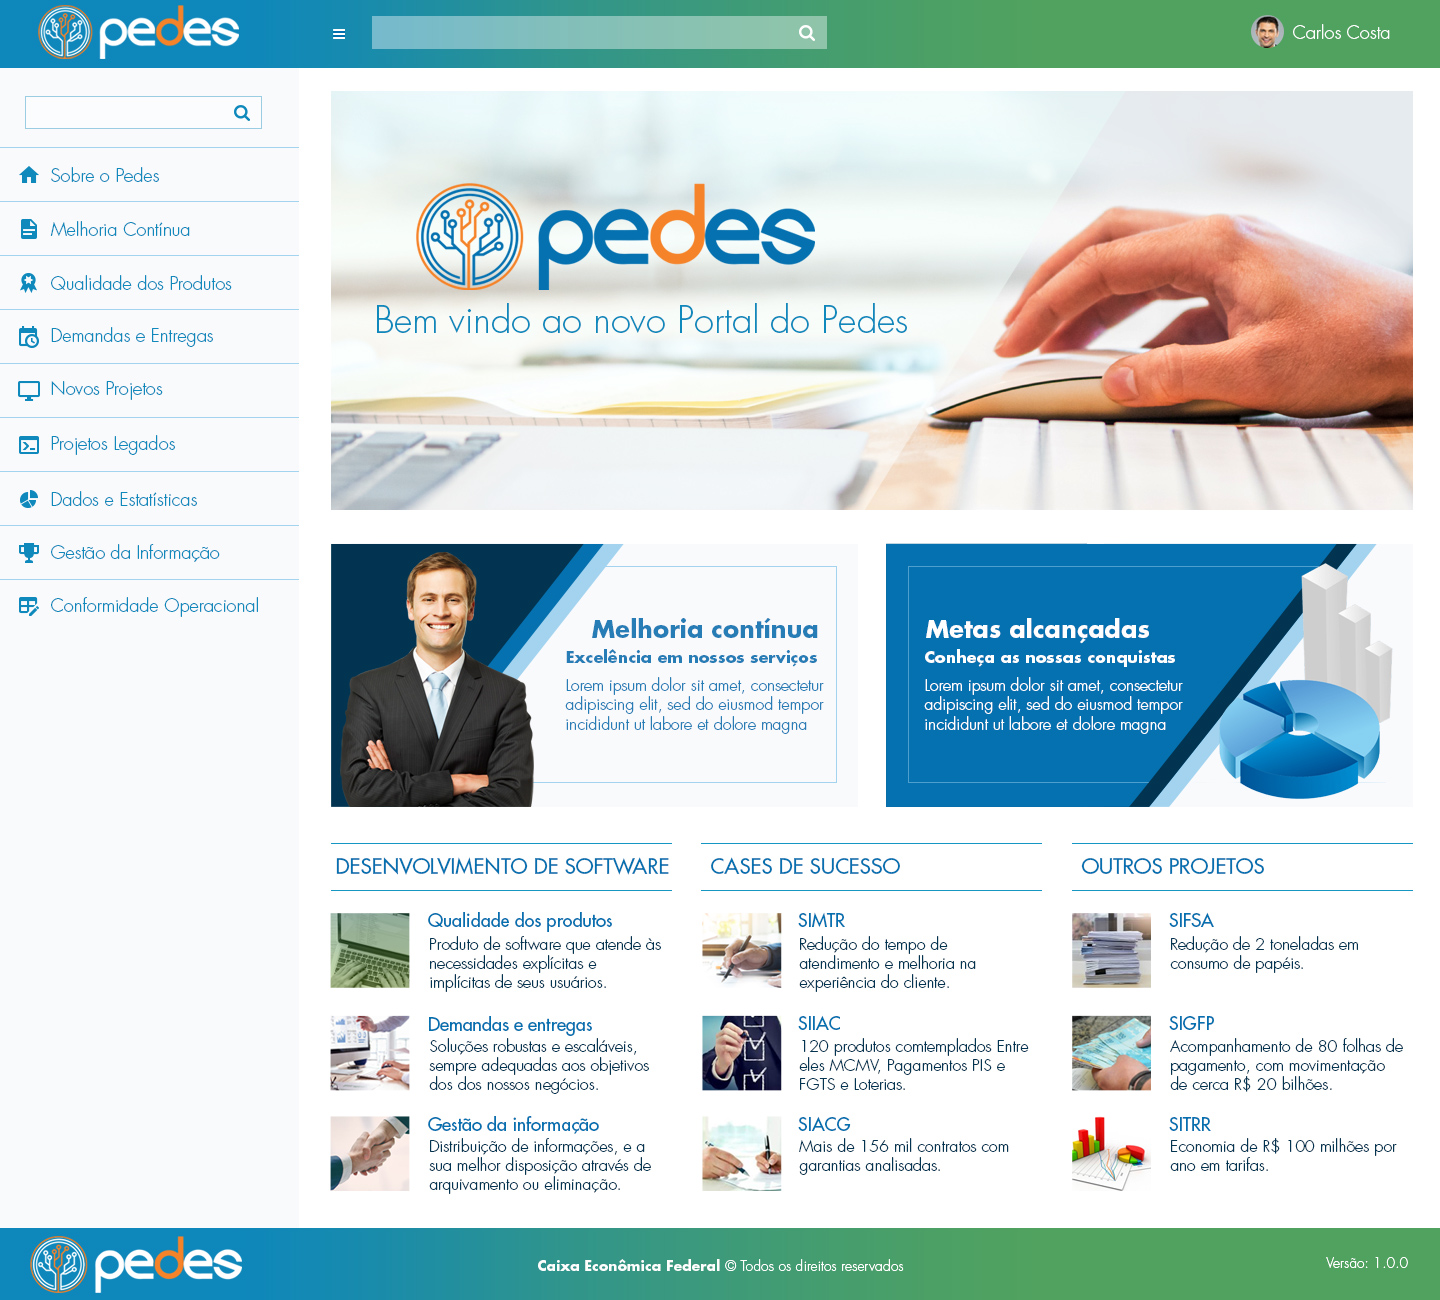 pedes
Carlos Costa
Sobre o Pedes
Melhoria Contínua
Qualidade dos Produtos
Demandas e Entregas
Novos Projetos
Projetos Legados
Dados e Estatísticas
Gestão da Informação
Conformidade Operacional
pedes
Bem vindo ao novo Portal do Pedes
Melhoria contínua
Excelência em nossos serviços
Lorem ipsum dolor sit amet, consectetur
adipiscing elit, sed do eiusmod tempor
incididunt ut labore et dolore magna
Metas alcançadas
Conheça as nossas conquistas
Lorem ipsum dolor sit amet, consectetur
adipiscing elit, sed do eiusmod tempor
incididunt ut labore et dolore magna
DESENVOLVIMENTO DE SOFTWARE
Qualidade dos produtos
Produto de software que atende às
necessidades explícitas e
implícitas de seus usuários.
Demandas e entregas
Soluções robustas e escaláveis,
sempre adequadas aos objetivos
dos dos nossos negócios.
Gestão da informação
Distribuição de informações, e a
sua melhor disposição através de
arquivamento ou eliminação.
CASES DE SUCESSO
SIMTR
Redução do tempo de
atendimento e melhoria na
experiência do cliente.
SIIAC
120 produtos comtemplados Entre
eles MCMV, Pagamentos PIS e
FGTS e Loterias.
SIACG
Mais de 156 mil contratos com
garantias analisadas.
OUTROS PROJETOS
SIFSA
Redução de 2 toneladas em
consumo de papéis.
SIGFP
Acompanhamento de 80 folhas de
pagamento, com movimentação
de cerca R$ 20 bilhões.
SITRR
Economia de R$ 100 milhões por
ano em tarifas.
pedes
Caixa Econômica Federal © Todos os direitos reservados
Versão: 1.0.0